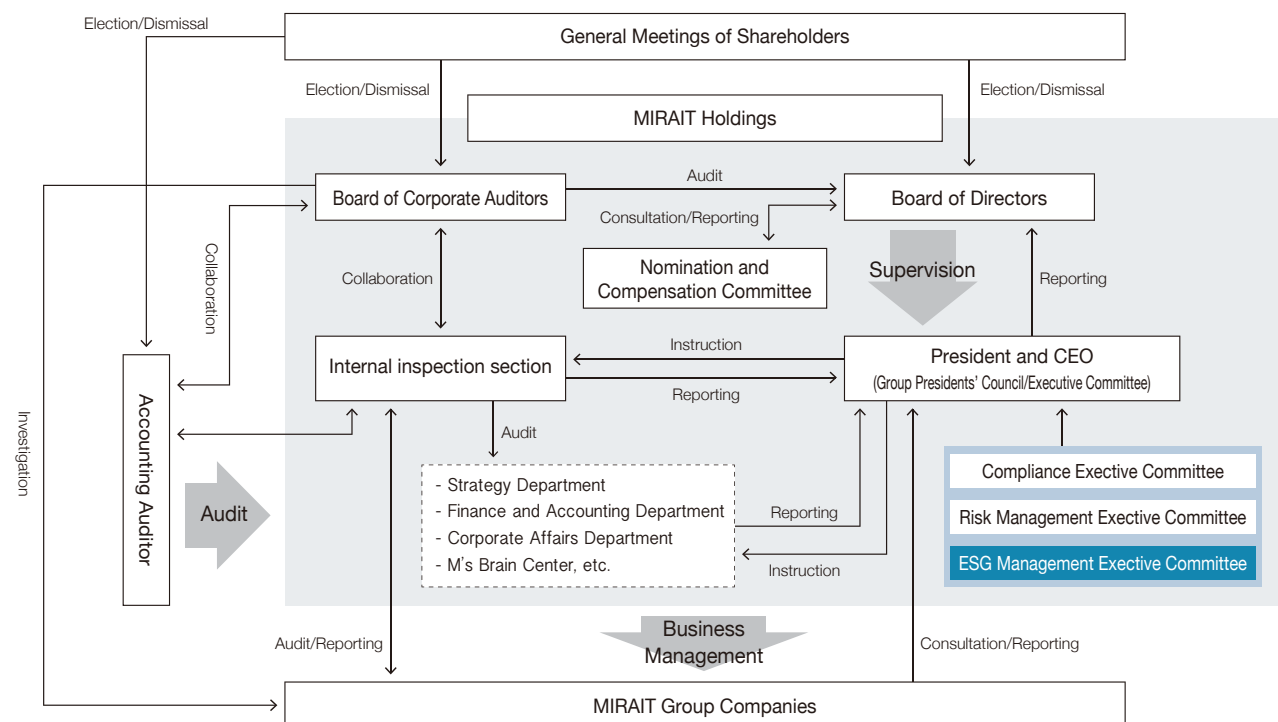 Election/Dismissal
General Meetings of Shareholders
Election/Dismissal
Election/Dismissal
MIRAIT Holdings
Board of Corporate Auditors
Audit
Board of Directors
Consultation/Reporting
Collaboration
Collaboration
Nomination and
Compensation Committee
Supervision
Reporting
Internal inspection section
Instruction
Reporting
President and CEO
(Group Presidents' Council/Executive Committee)
Investigation
Accounting Auditor
Audit
Audit
- Strategy Department
- Finance and Accounting Department
- Corporate Affairs Department
- M's Brain Center, etc.
Reporting
Instruction
Compliance Exective Committee
Risk Management Exective Committee
ESG Management Exective Committee
Audit/Reporting
Business
Management
Consultation/Reporting
MIRAIT Group Companies